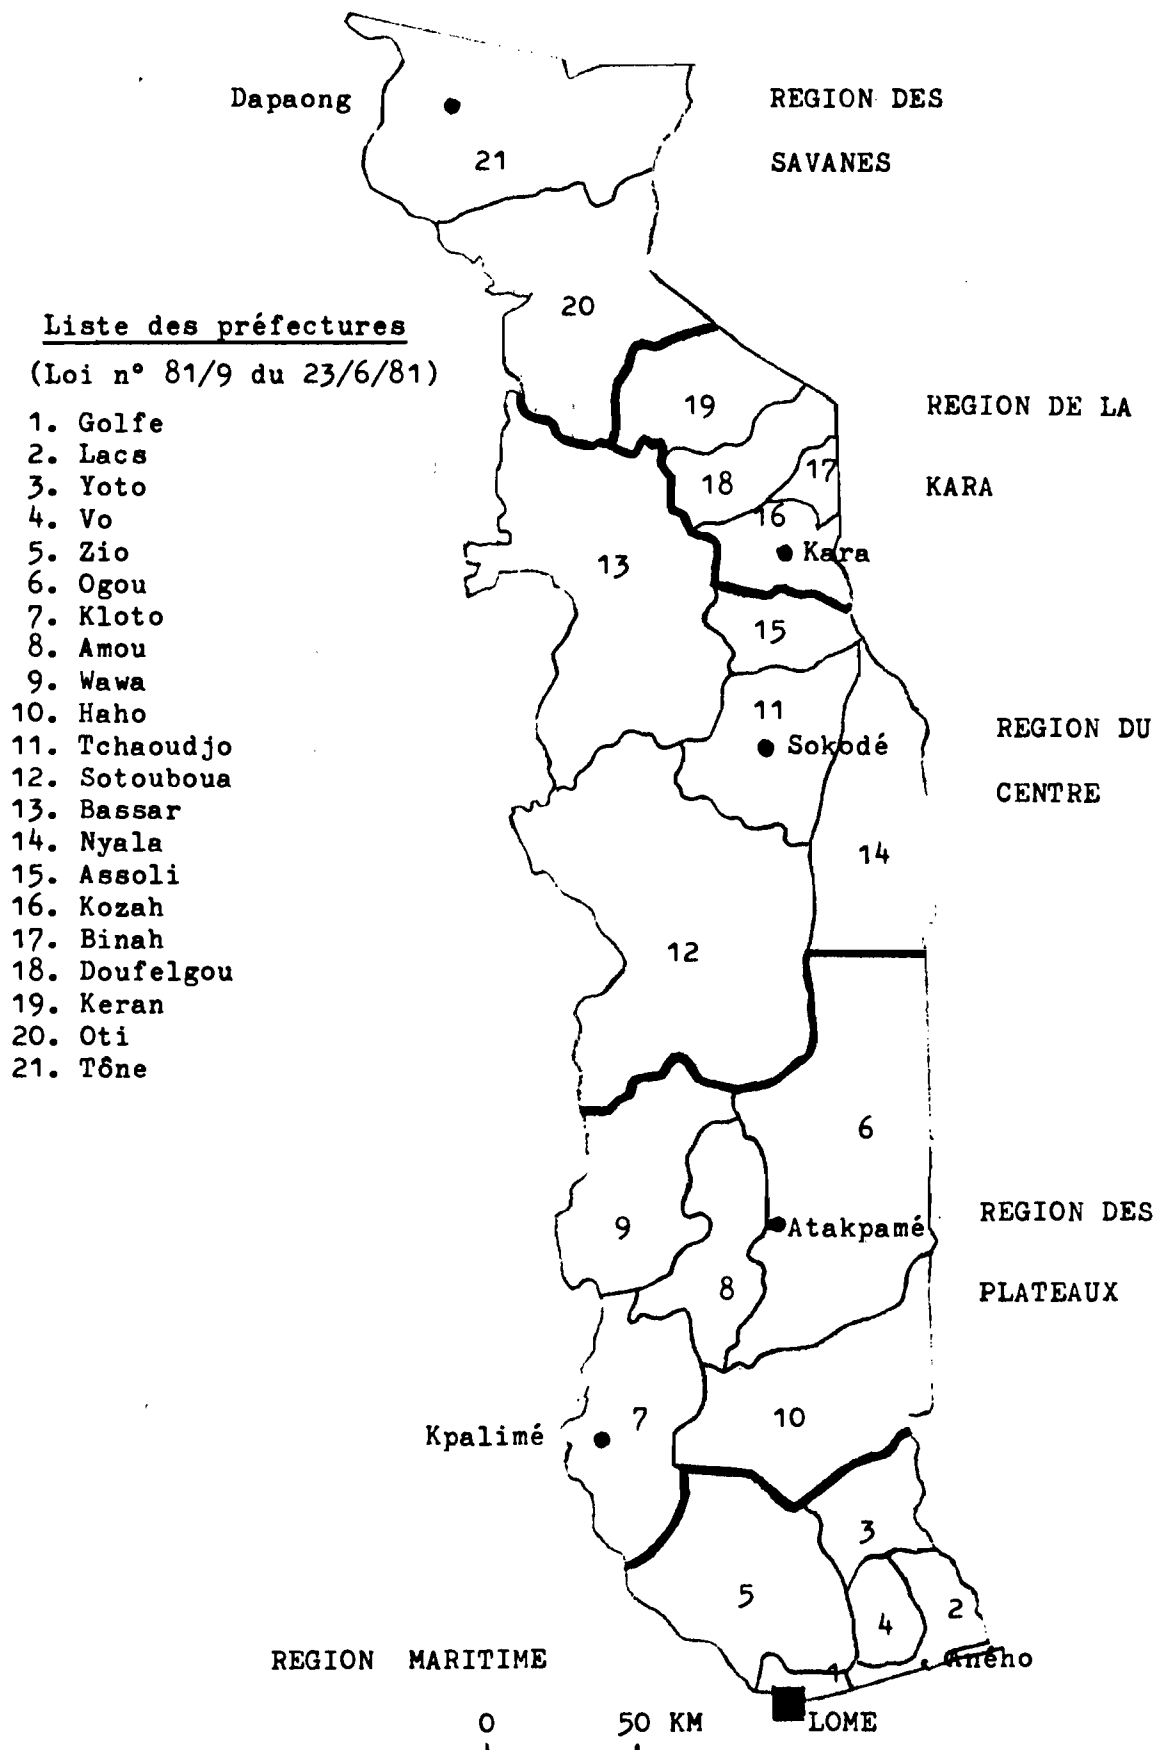 Dapaong
REGION DES
SAVANES
21
20
Liste des préfectures
(Loi n° 81/9 du 23/6/81)
1. Golfe
2. Lacs
3. Yoto
4. Vo
5. Zio
6. Ogou
7. Kloto
8. Amou
9. Wawa
10. Haho
11. Tchaoudjo
12. Sotouboua
13. Bassar
14. Nyala
15. Assoli
16. Kozah
17. Binah
18. Doufelgou
19. Keran
20. Oti
21. Tône
19
REGION DE LA
KARA
18
17
16
Kara
13
15
11
Sokodé
REGION DU
CENTRE
14
12
6
9
Atakpamé
REGION DES
PLATEAUX
8
7
10
Kpalimé
3
5
4
2
REGION MARITIME
1
Aného
0 50 KM
LOME